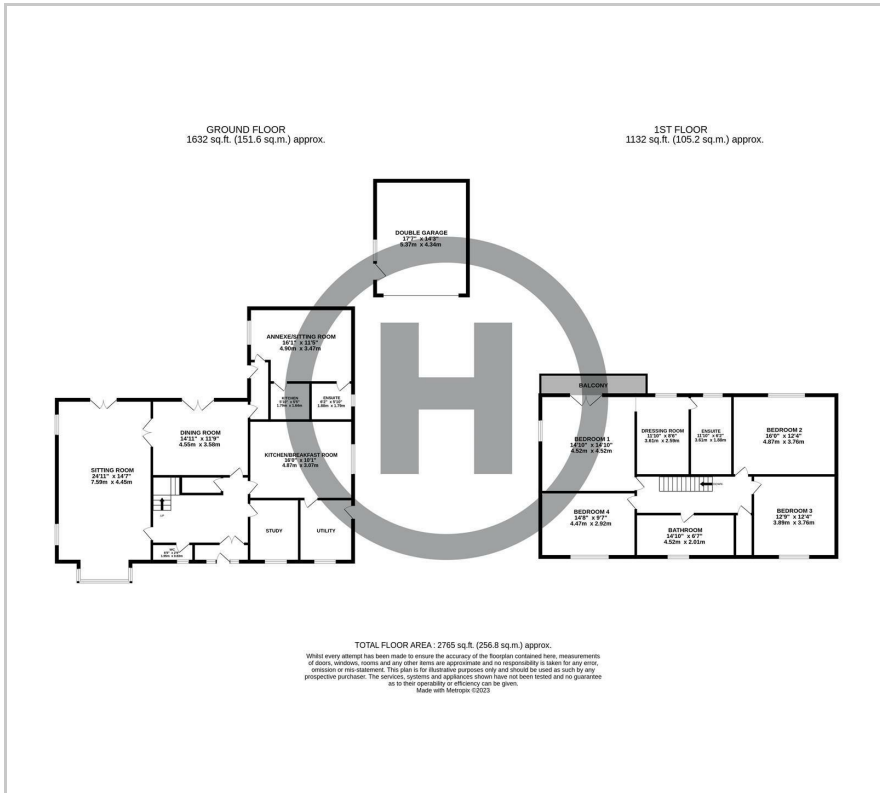 GROUND FLOOR
1632 sq.ft. (151.6 sq.m.) approx.
1ST FLOOR
1132 sq.ft. (105.2 sq.m.) approx.
DOUBLE GARAGE
17'7" x 14'3"
5.37m x 4.34m
ANNEXE/SITTING ROOM
16'1" x 11'5"
4.90m x 3.47m
KITCHEN
ENSUITE
DINING ROOM
14'11" x 11'9"
4.55m x 3.58m
KITCHEN/BREAKFAST ROOM
16'0" x 10'1"
4.87m x 3.07m
SITTING ROOM
24'11" x 14'7"
7.59m x 4.45m
STUDY
UTILITY
WC
H
BALCONY
BEDROOM 1
14'10" x 14'10"
4.52m x 4.52m
DRESSING ROOM
11'10" x 8'6"
3.61m x 2.59m
ENSUITE
11'10" x 6'2"
3.61m x 1.88m
BEDROOM 2
16'0" x 12'4"
4.87m x 3.76m
BEDROOM 4
14'8" x 9'7"
4.47m x 2.92m
BATHROOM
14'10" x 6'7"
4.52m x 2.01m
BEDROOM 3
12'9" x 12'4"
3.89m x 3.76m
TOTAL FLOOR AREA : 2765 sq.ft. (256.8 sq.m.) approx.
Whilst every attempt has been made to ensure the accuracy of the floorplan contained here, measurements
of doors, windows, rooms and any other items are approximate and no responsibility is taken for any error,
omission or mis-statement. This plan is for illustrative purposes only and should be used as such by any
prospective purchaser. The services, systems and appliances shown have not been tested and no guarantee
as to their operability or efficiency can be given.
Made with Metropix ©2023